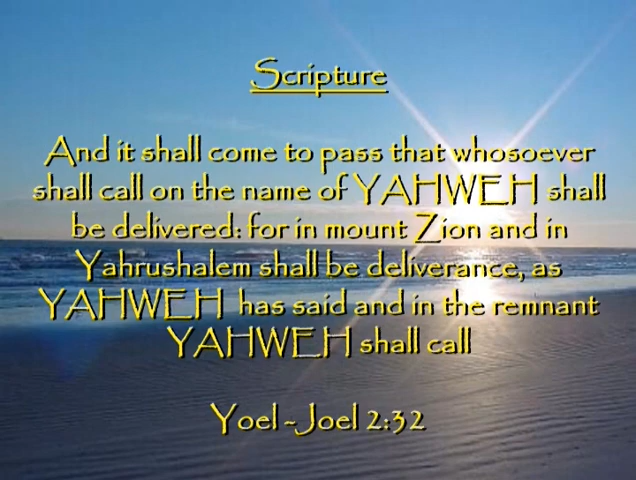 Scripture
And it shall come to pass that whosoever
shall call on the name of YAHWEH shall
be delivered: for in mount Zion and in
Yahrushalem shall be deliverance, as
YAHWEH has said and in the remnant
YAHWEH shall call
Yoel -Joel 2:32